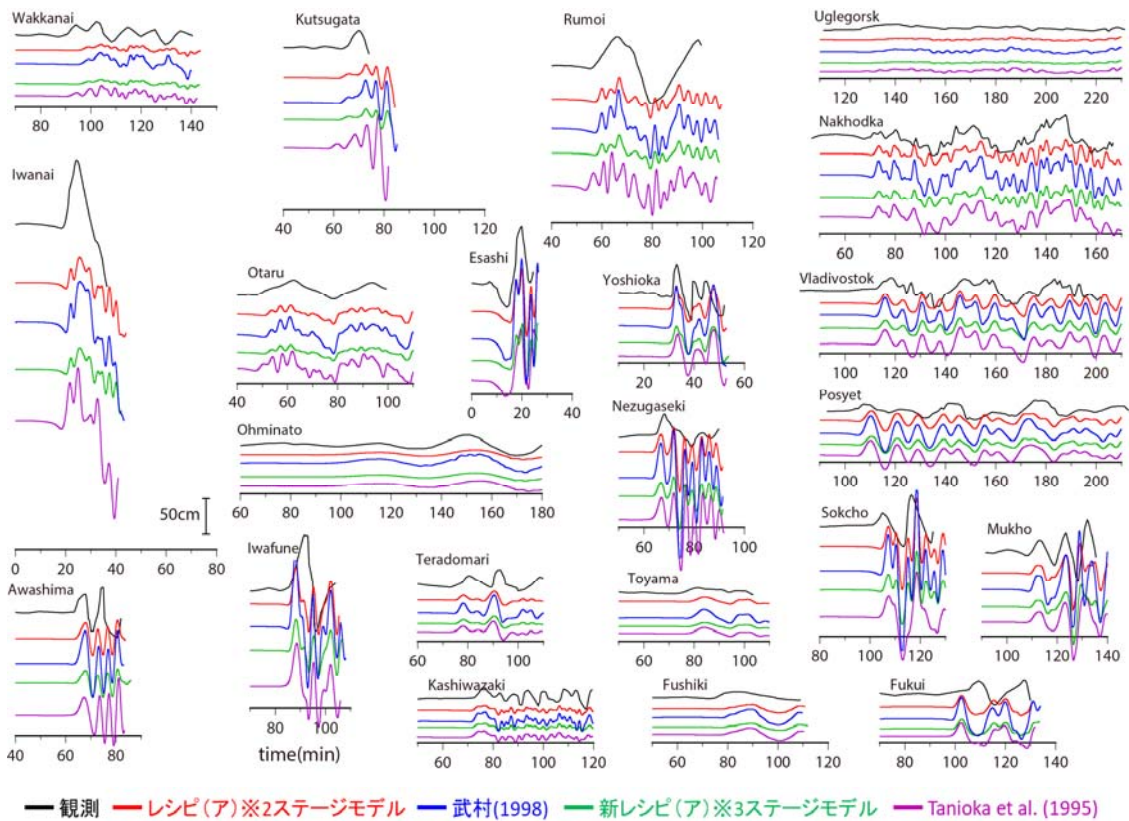 Wakkanai
80 100 120 140
Kutsugata
40 60 80 100 120
Rumoi
40 60 80 100 120
Uglegorsk
120 140 160 180 200 220
Nakhodka
60 80 100 120 140 160
Iwanai
0 20 40 60 80
50cm
Otaru
40 60 80 100
Esashi
0 20 40
Yoshioka
20 40 60
Vladivostok
100 120 140 160 180 200
Ohminato
60 80 100 120 140 160 180
Nezugaseki
60 80 100
Posyet
100 120 140 160 180 200
Awashima
40 60 80
Iwafune
80 100
time(min)
Teradomari
60 80 100
Toyama
60 80 100
Sokcho
80 100 120
Mukho
100 120 140
Kashiwazaki
60 70 80 90 100 110 120
Fushiki
60 80 100 120
Fukui
80 100 120 140
観測 レシピ(ア)※2ステージモデル 武村(1998) 新レシピ(ア)※3ステージモデル Tanioka et al. (1995)